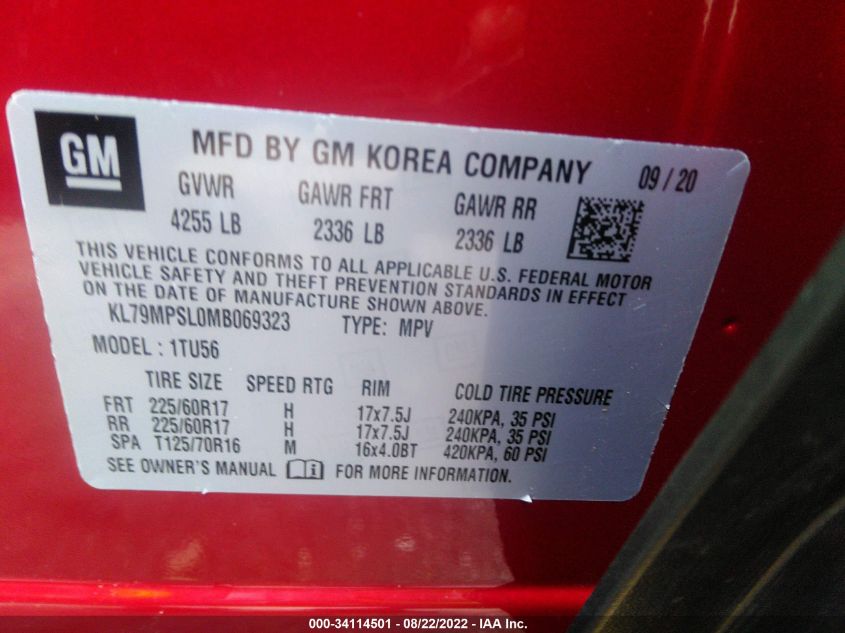 GM
MFD BY GM KOREA COMPANY 09/20
GVWR GAWR FRT GAWR RR
4255 LB 2336 LB 2336 LB
THIS VEHICLE CONFORMS TO ALL APPLICABLE U.S. FEDERAL MOTOR
VEHICLE SAFETY AND THEFT PREVENTION STANDARDS IN EFFECT
ON THE DATE OF MANUFACTURE SHOWN ABOVE.
KL79MPSL0MB069323 TYPE: MPV
MODEL: 1TU56
TIRE SIZE SPEED RTG RIM COLD TIRE PRESSURE
FRT 225/60R17 H 17x7.5J 240KPA, 35 PSI
RR 225/60R17 H 17x7.5J 240KPA, 35 PSI
SPA T125/70R16 M 16x4.0BT 420KPA, 60 PSI
SEE OWNER'S MANUAL i FOR MORE INFORMATION.
000-34114501 - 08/22/2022 - IAA Inc.